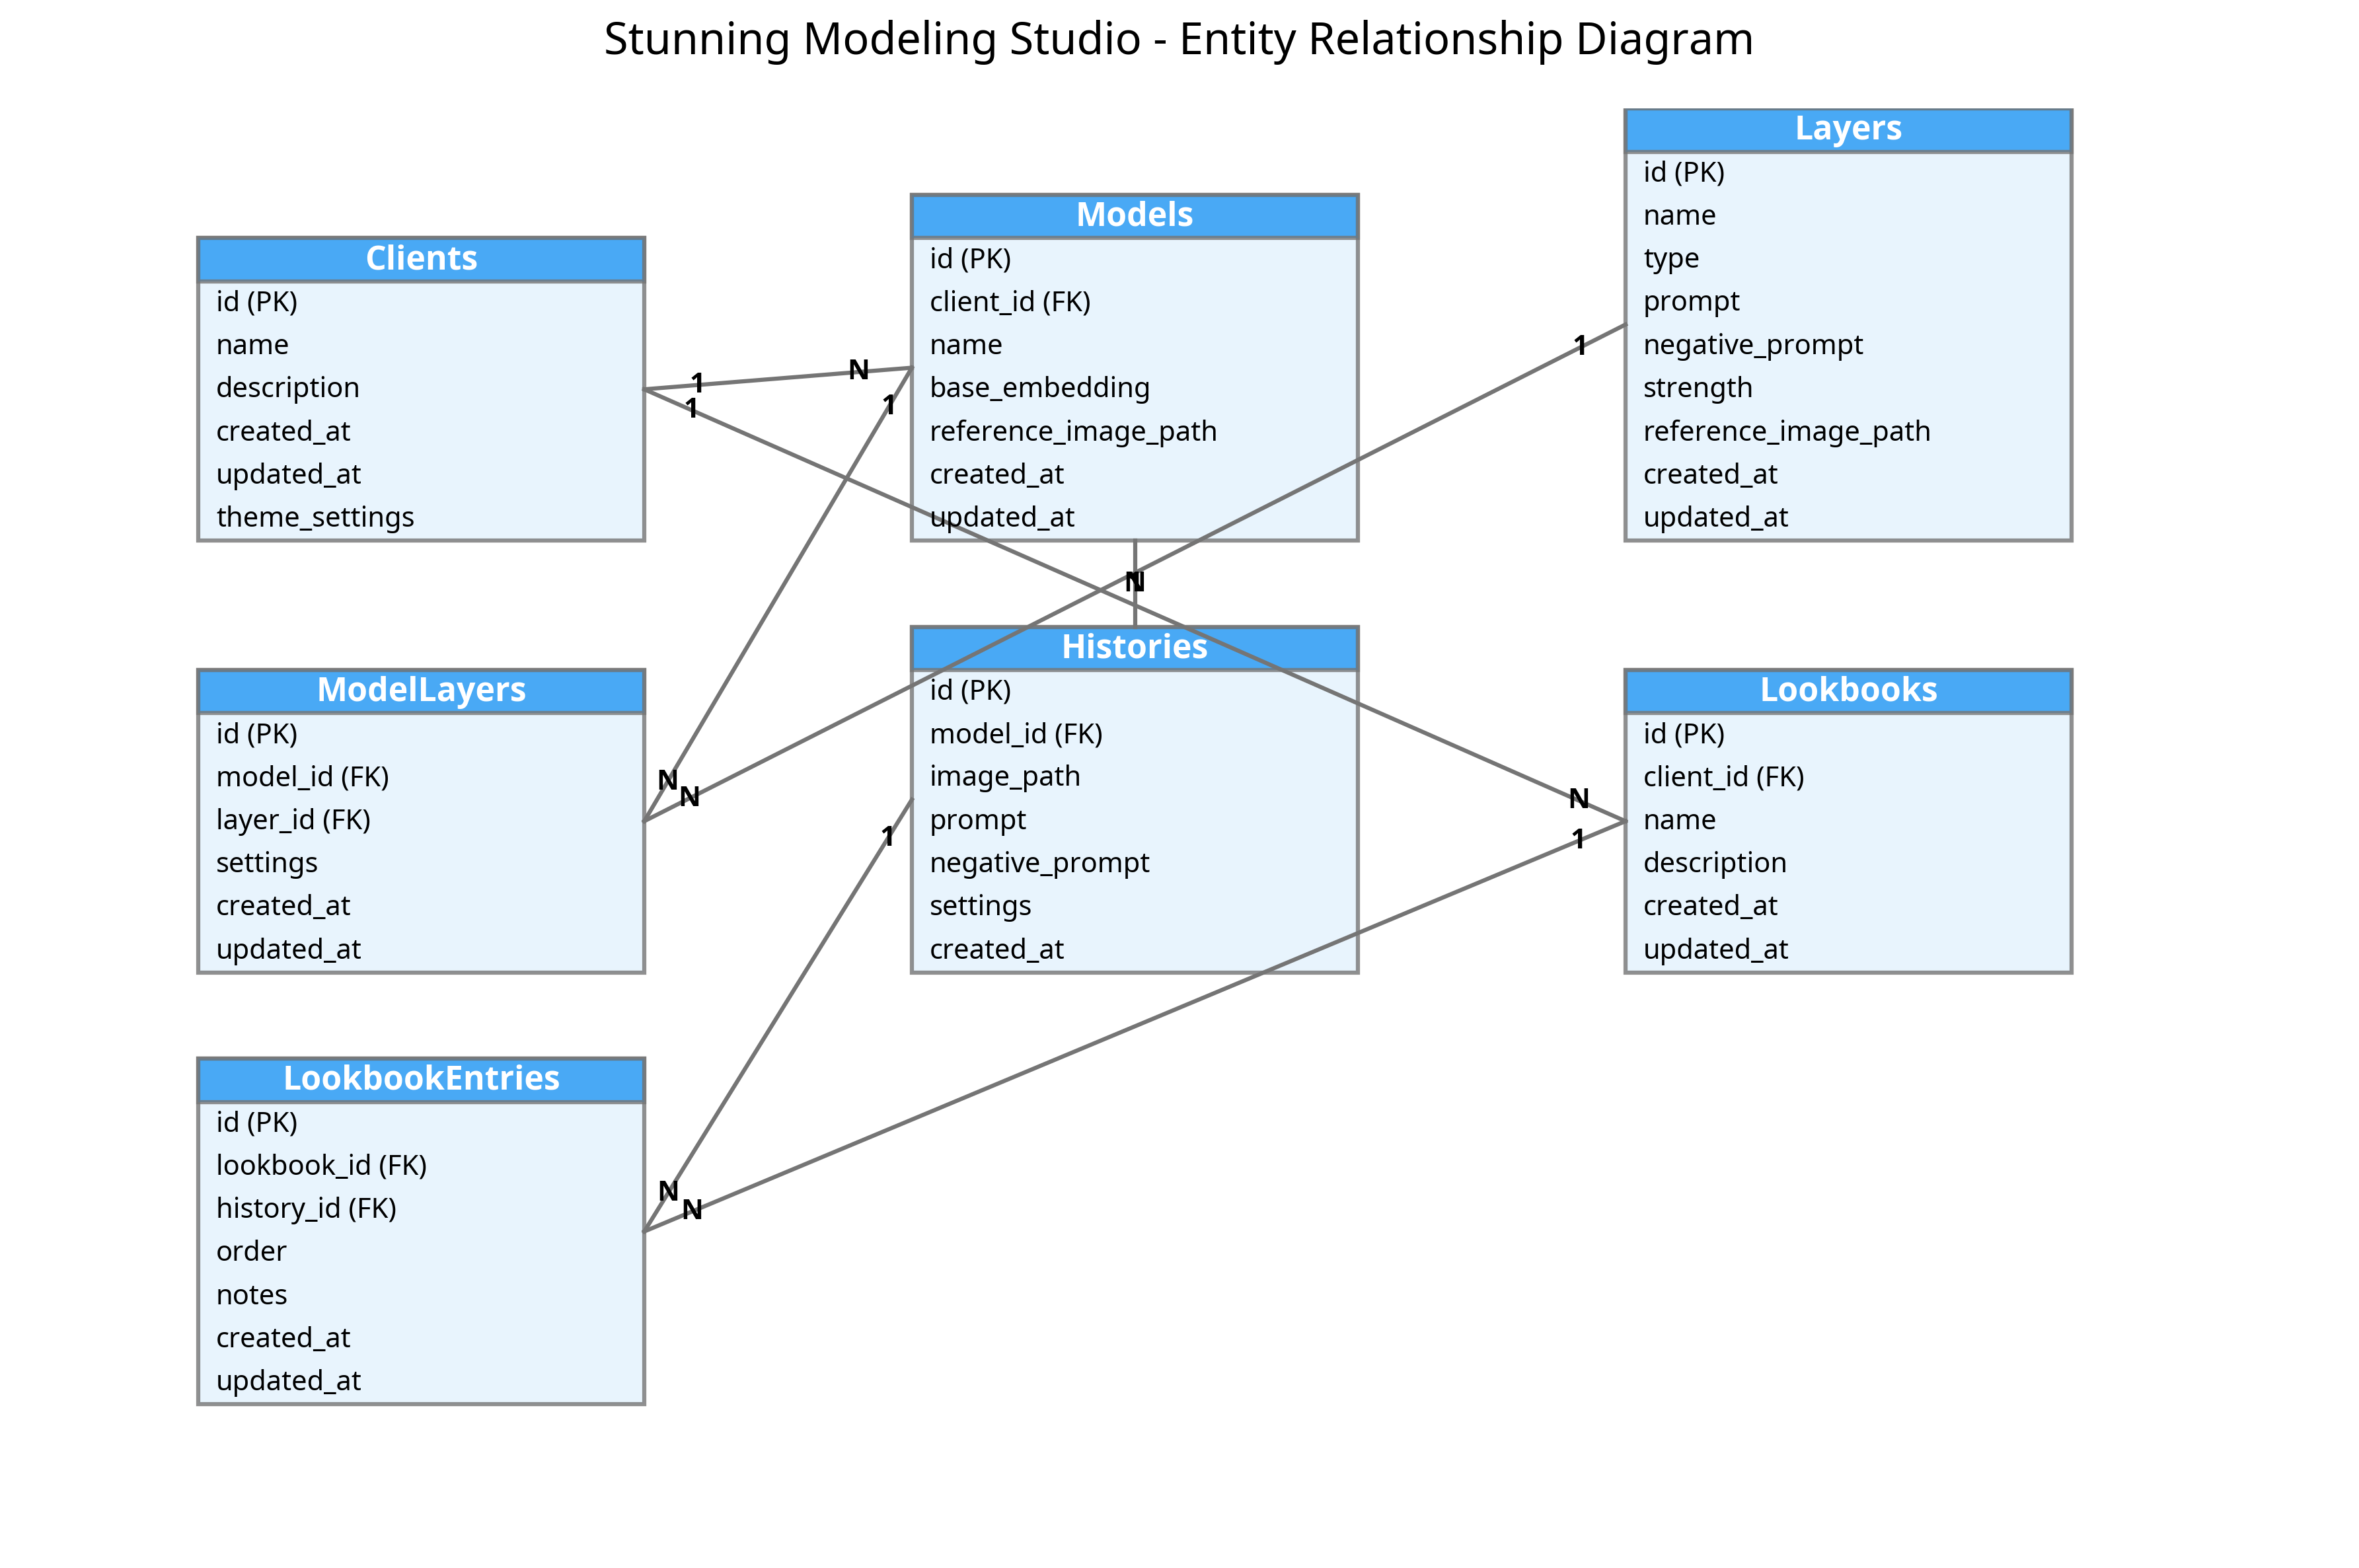 Stunning Modeling Studio - Entity Relationship Diagram
Clients
id (PK)
name
description
created_at
updated_at
theme_settings
Models
id (PK)
client_id (FK)
name
base_embedding
reference_image_path
created_at
updated_at
Layers
id (PK)
name
type
prompt
negative_prompt
strength
reference_image_path
created_at
updated_at
1
N
1
1
1
N
ModelLayers
id (PK)
model_id (FK)
layer_id (FK)
settings
created_at
updated_at
N
N
Histories
id (PK)
model_id (FK)
image_path
prompt
negative_prompt
settings
created_at
1
Lookbooks
id (PK)
client_id (FK)
name
description
created_at
updated_at
N
1
LookbookEntries
id (PK)
lookbook_id (FK)
history_id (FK)
order
notes
created_at
updated_at
N
N